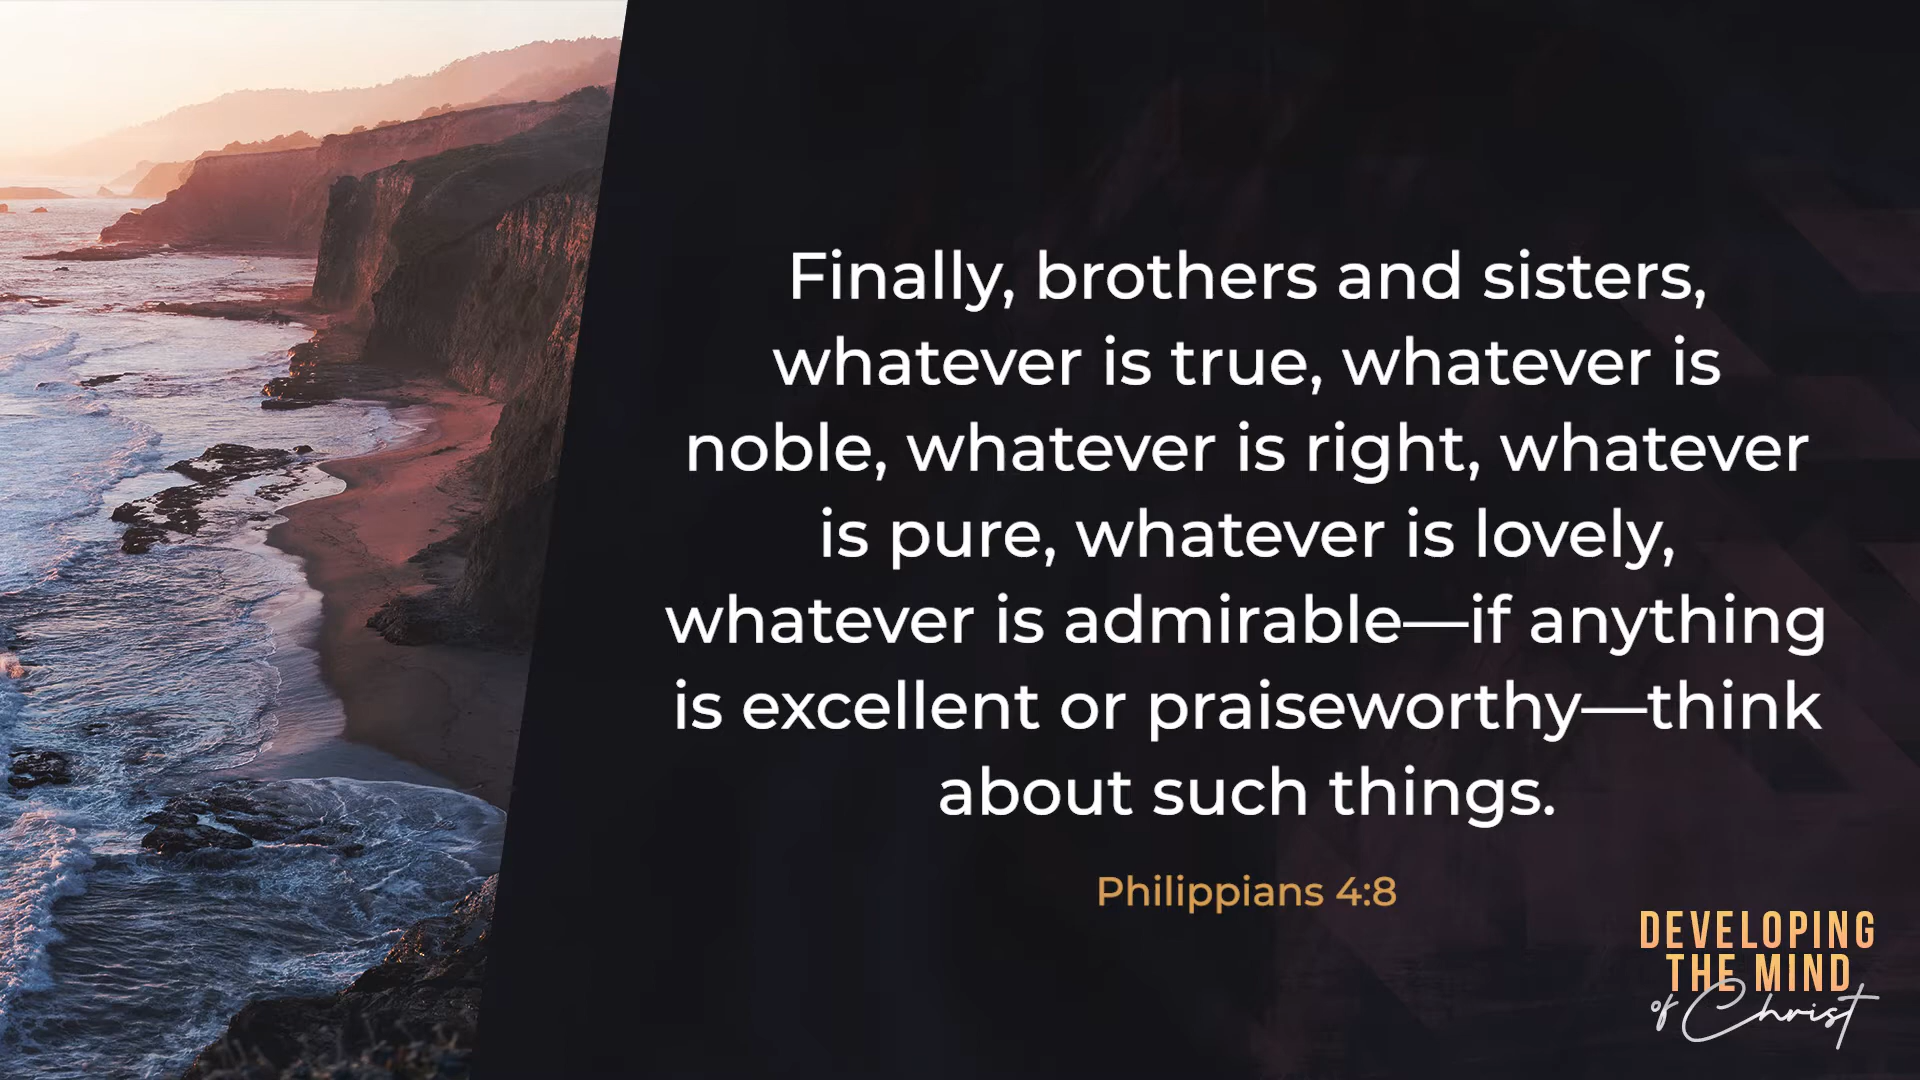 Finally, brothers and sisters,
whatever is true, whatever is
noble, whatever is right, whatever
is pure, whatever is lovely,
whatever is admirable—if anything
is excellent or praiseworthy—think
about such things.
Philippians 4:8
DEVELOPING
THE MIND
of Christ